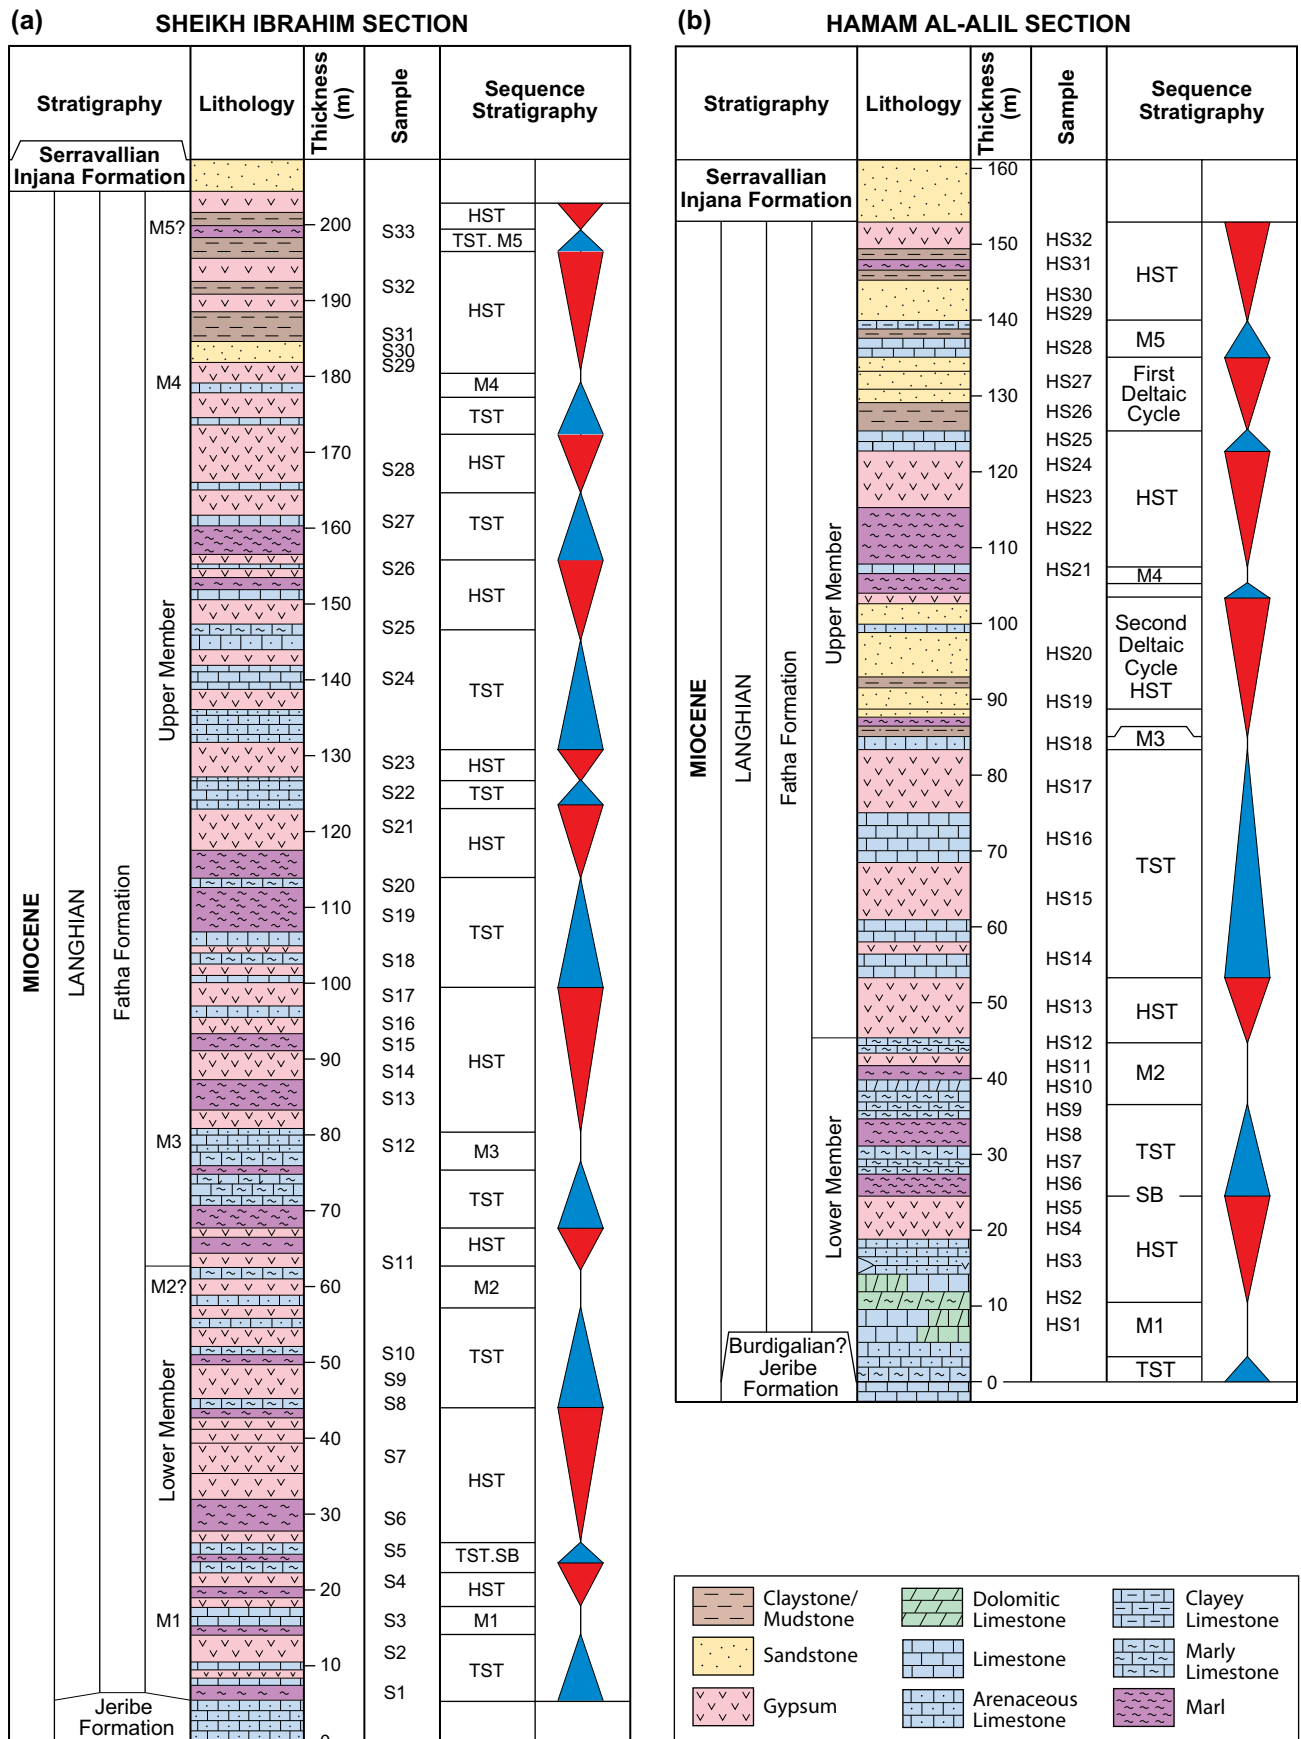 (a)
SHEIKH IBRAHIM SECTION
Stratigraphy
Lithology
Thickness
(m)
Sample
Sequence
Stratigraphy
Serravallian
Injana Formation
MIOCENE
LANGHIAN
Fatha Formation
Upper Member
Lower Member
M5?
M4
M3
M2?
M1
Jeribe
Formation
200
190
180
170
160
150
140
130
120
110
100
90
80
70
60
50
40
30
20
10
0
S33
S32
S31
S30
S29
S28
S27
S26
S25
S24
S23
S22
S21
S20
S19
S18
S17
S16
S15
S14
S13
S12
S11
S10
S9
S8
S7
S6
S5
S4
S3
S2
S1
HST
TST. M5
HST
M4
TST
HST
TST
HST
TST
HST
TST
HST
TST
HST
M3
TST
HST
M2
TST
HST
TST.SB
HST
M1
TST
(b)
HAMAM AL-ALIL SECTION
Stratigraphy
Lithology
Thickness
(m)
Sample
Sequence
Stratigraphy
Serravallian
Injana Formation
MIOCENE
LANGHIAN
Fatha Formation
Upper Member
Lower Member
Burdigalian?
Jeribe
Formation
160
150
140
130
120
110
100
90
80
70
60
50
40
30
20
10
0
HS32
HS31
HS30
HS29
HS28
HS27
HS26
HS25
HS24
HS23
HS22
HS21
HS20
HS19
HS18
HS17
HS16
HS15
HS14
HS13
HS12
HS11
HS10
HS9
HS8
HS7
HS6
HS5
HS4
HS3
HS2
HS1
HST
M5
First
Deltaic
Cycle
HST
M4
Second
Deltaic
Cycle
HST
M3
TST
HST
M2
TST
SB
HST
M1
TST
Claystone/
Mudstone
Sandstone
Gypsum
Dolomitic
Limestone
Limestone
Arenaceous
Limestone
Clayey
Limestone
Marly
Limestone
Marl